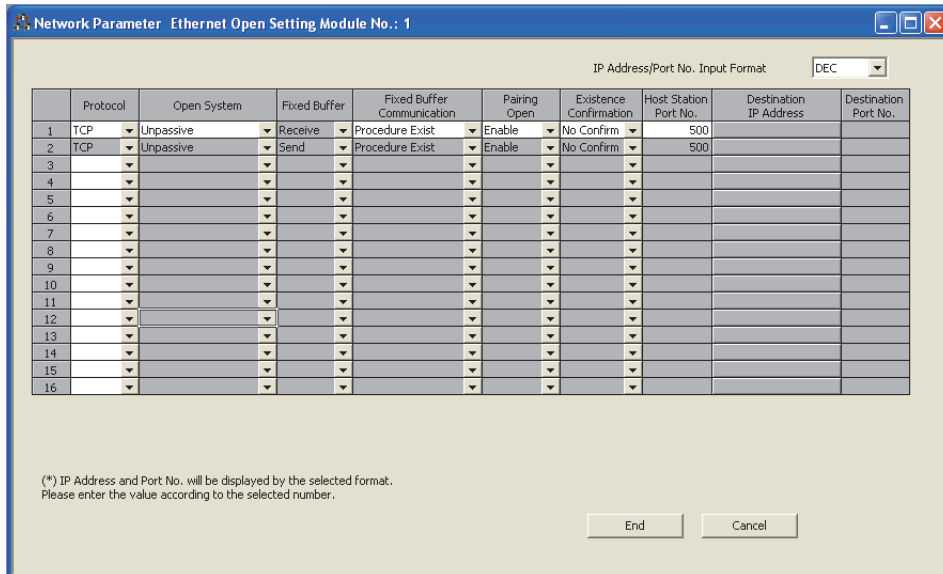 Network Parameter Ethernet Open Setting Module No.: 1
IP Address/Port No. Input Format DEC
Protocol Open System Fixed Buffer Fixed Buffer Communication Pairing Open Existence Confirmation Host Station Port No. Destination IP Address Destination Port No.
1 TCP Unpassive Receive Procedure Exist Enable No Confirm 500
2 TCP Unpassive Send Procedure Exist Enable No Confirm 500
3
4
5
6
7
8
9
10
11
12
13
14
15
16
(*) IP Address and Port No. will be displayed by the selected format.
Please enter the value according to the selected number.
End Cancel